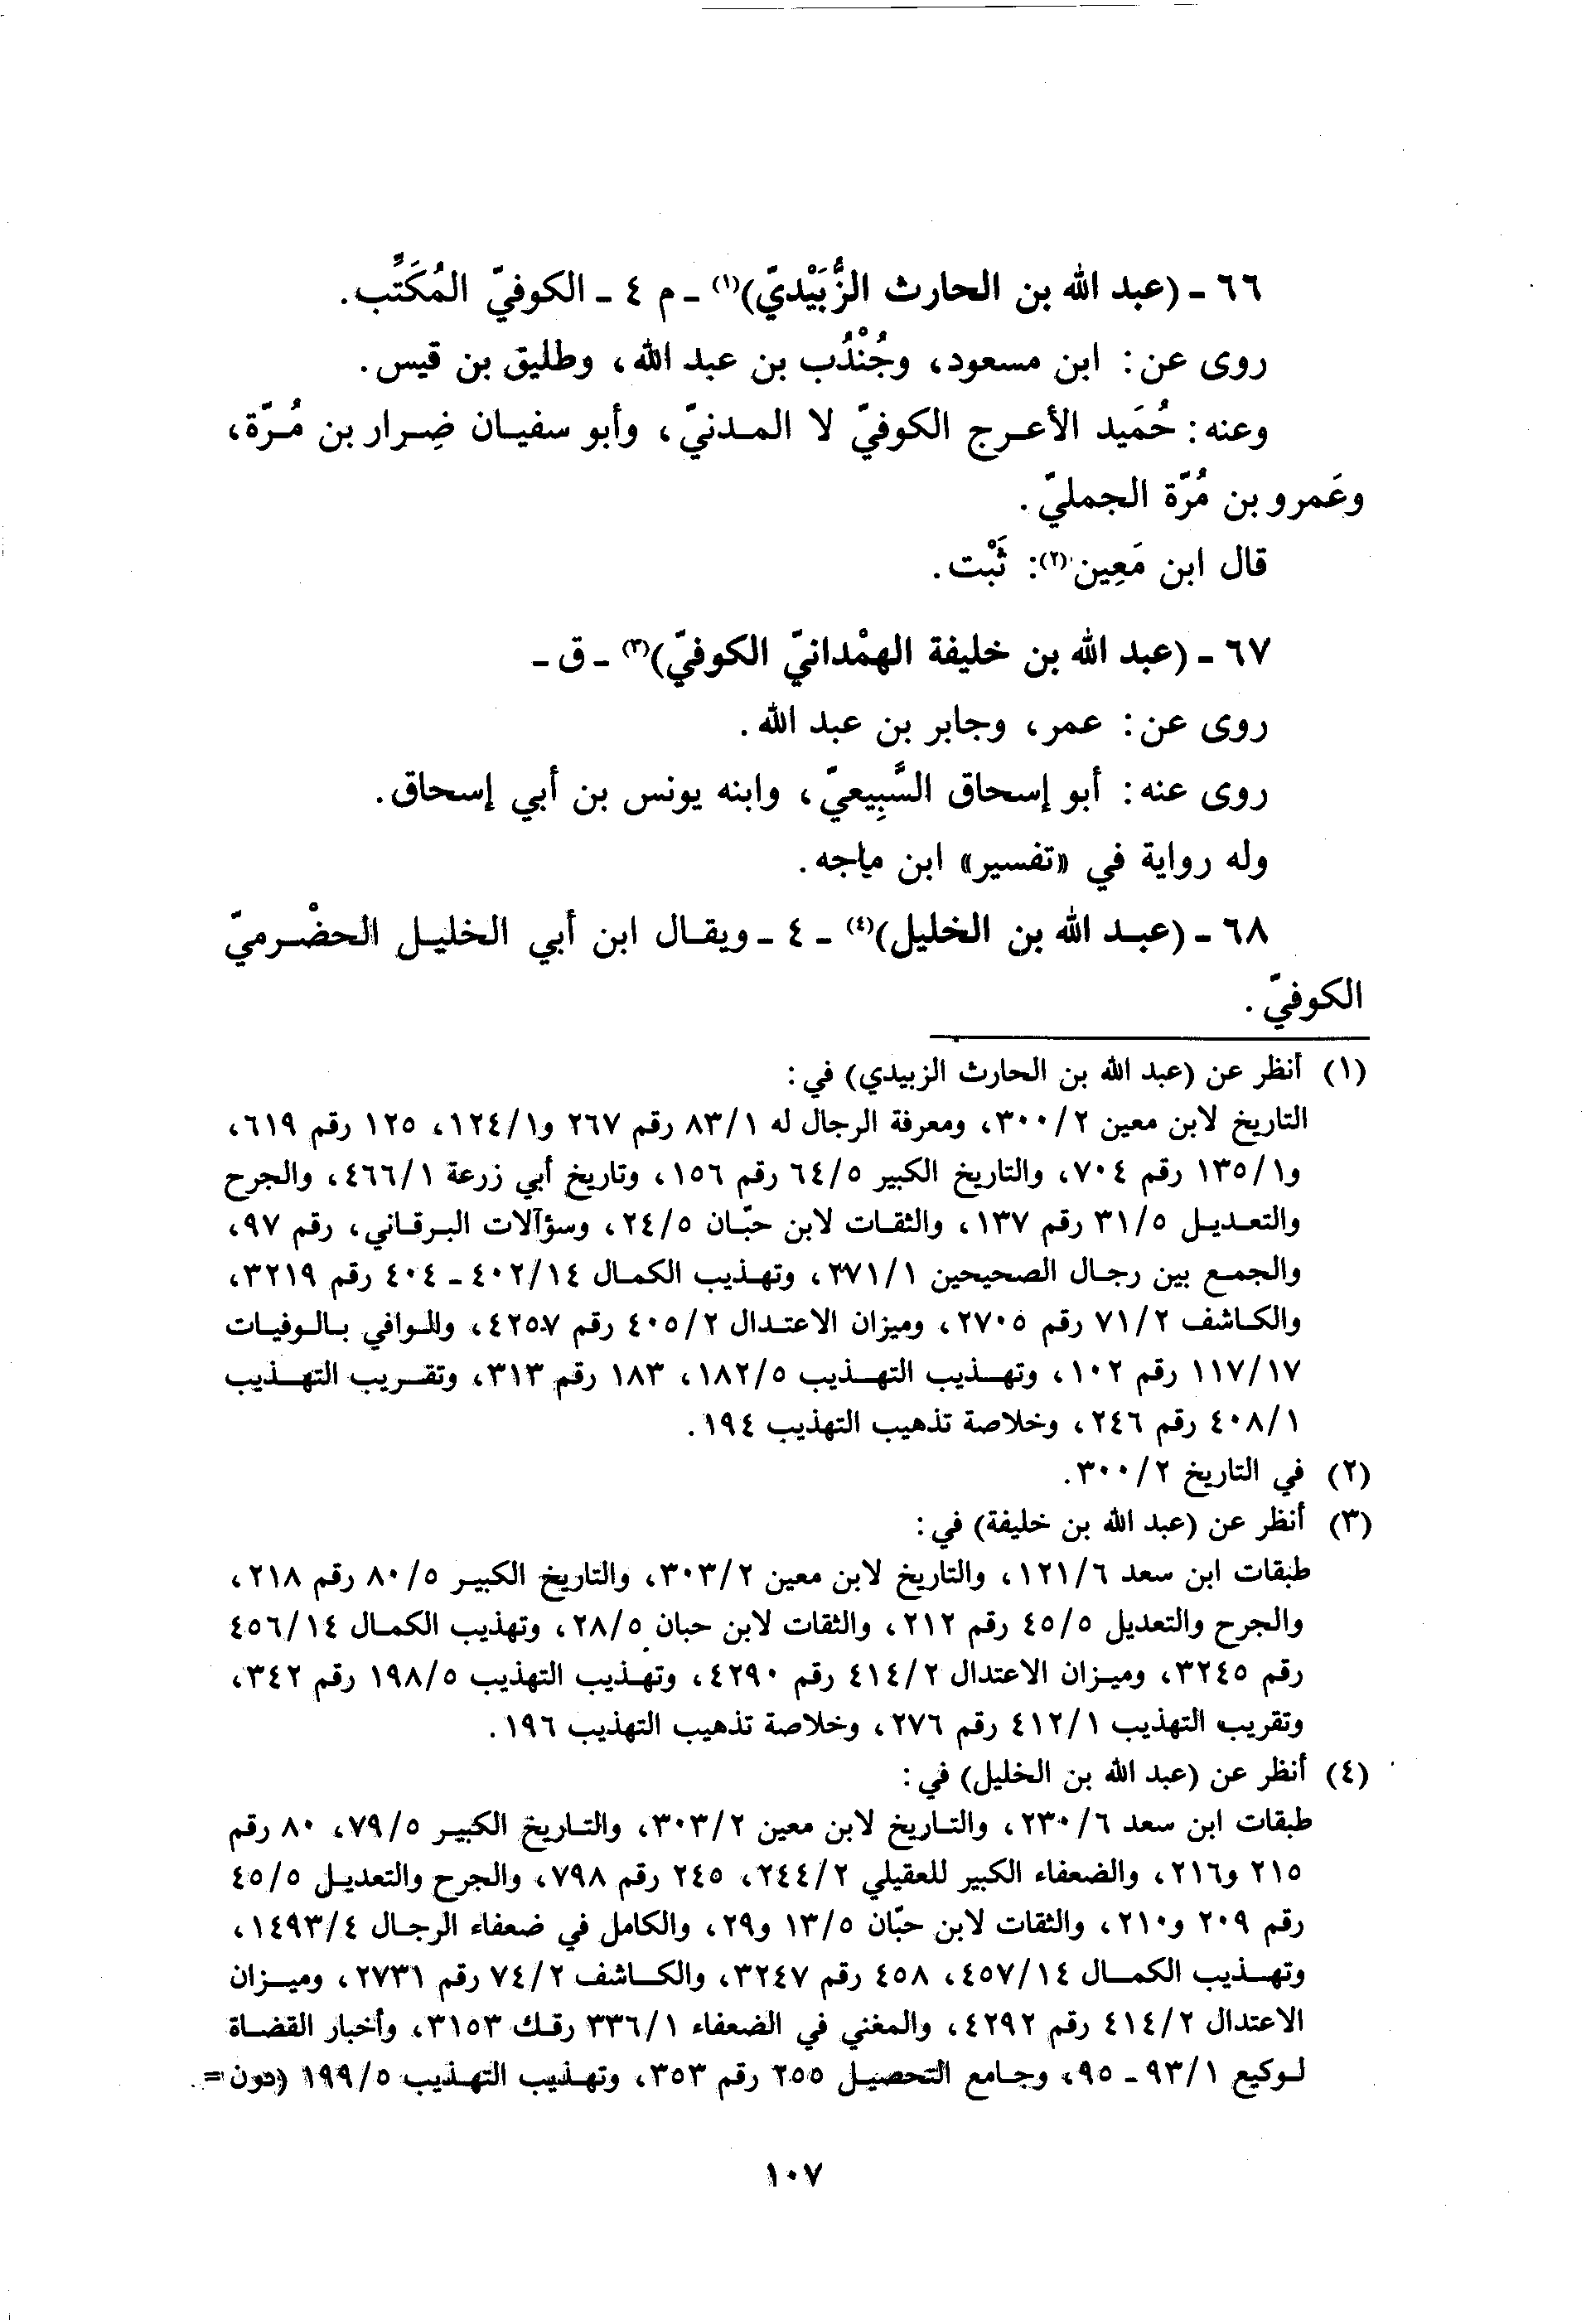 ٦٦ - (عبد الله بن الحارث الزُّبَيْديّ)(١) - م ٤ - الكوفيّ المُكَتِّب.
روى عن: ابن مسعود، وجُنْدُب بن عبد الله، وطليق بن قيس.
وعنه: حُمَيد الأعرج الكوفيّ لا المدنيّ، وأبو سفيان ضِرار بن مُرّة،
وعَمرو بن مُرّة الجمليّ.
قال ابن مَعِين(٢): ثَبْت.
٦٧ - (عبد الله بن خليفة الهمْدانيّ الكوفيّ)(٣) - ق -
روى عن: عمر، وجابر بن عبد الله.
روى عنه: أبو إسحاق السَّبِيعيّ، وابنه يونس بن أبي إسحاق.
وله رواية في «تفسير» ابن ماجه.
٦٨ - (عبد الله بن الخليل)(٤) - ٤ - ويقال ابن أبي الخليل الحضْرميّ
الكوفيّ.
(١) أنظر عن (عبد الله بن الحارث الزبيدي) في:
التاريخ لابن معين ٣٠٠/٢، ومعرفة الرجال له ٨٣/١ رقم ٢٦٧ و١٢٤/١، ١٢٥ رقم ٦١٩،
و١٣٥/١ رقم ٧٠٤، والتاريخ الكبير ٦٤/٥ رقم ١٥٦، وتاريخ أبي زرعة ٤٦٦/١، والجرح
والتعديل ٣١/٥ رقم ١٣٧، والثقات لابن حبّان ٢٤/٥، وسؤآلات البرقاني، رقم ٩٧،
والجمع بين رجال الصحيحين ٢٧١/١، وتهذيب الكمال ٤٠٢/١٤ - ٤٠٤ رقم ٣٢١٩،
والكاشف ٧١/٢ رقم ٢٧٠٥، وميزان الاعتدال ٤٠٥/٢ رقم ٤٢٥٧، والوافي بالوفيات
١١٧/١٧ رقم ١٠٢، وتهذيب التهذيب ١٨٢/٥، ١٨٣ رقم ٣١٣، وتقريب التهذيب
٤٠٨/١ رقم ٢٤٦، وخلاصة تذهيب التهذيب ١٩٤.
(٢) في التاريخ ٣٠٠/٢.
(٣) أنظر عن (عبد الله بن خليفة) في:
طبقات ابن سعد ١٢١/٦، والتاريخ لابن معين ٣٠٣/٢، والتاريخ الكبير ٨٠/٥ رقم ٢١٨،
والجرح والتعديل ٤٥/٥ رقم ٢١٢، والثقات لابن حبان ٢٨/٥، وتهذيب الكمال ٤٥٦/١٤
رقم ٣٢٤٥، وميزان الاعتدال ٤١٤/٢ رقم ٤٢٩٠، وتهذيب التهذيب ١٩٨/٥ رقم ٣٤٢،
وتقريب التهذيب ٤١٢/١ رقم ٢٧٦، وخلاصة تذهيب التهذيب ١٩٦.
(٤) أنظر عن (عبد الله بن الخليل) في:
طبقات ابن سعد ٢٣٠/٦، والتاريخ لابن معين ٣٠٣/٢، والتاريخ الكبير ٧٩/٥، ٨٠ رقم
٢١٥ و٢١٦، والضعفاء الكبير للعقيلي ٢٤٤/٢، ٢٤٥ رقم ٧٩٨، والجرح والتعديل ٤٥/٥
رقم ٢٠٩ و٢١٠، والثقات لابن حبّان ١٣/٥ و٢٩، والكامل في ضعفاء الرجال ١٤٩٣/٤،
وتهذيب الكمال ٤٥٧/١٤، ٤٥٨ رقم ٣٢٤٧، والكاشف ٧٤/٢ رقم ٢٧٣١، وميزان
الاعتدال ٤١٤/٢ رقم ٤٢٩٢، والمغني في الضعفاء ٣٣٦/١ رقك ٣١٥٣، وأخبار القضاة
لوكيع ٩٣/١ - ٩٥، وجامع التحصيل ٢٥٥ رقم ٣٥٣، وتهذيب التهذيب ١٩٩/٥ (دون =
١٠٧